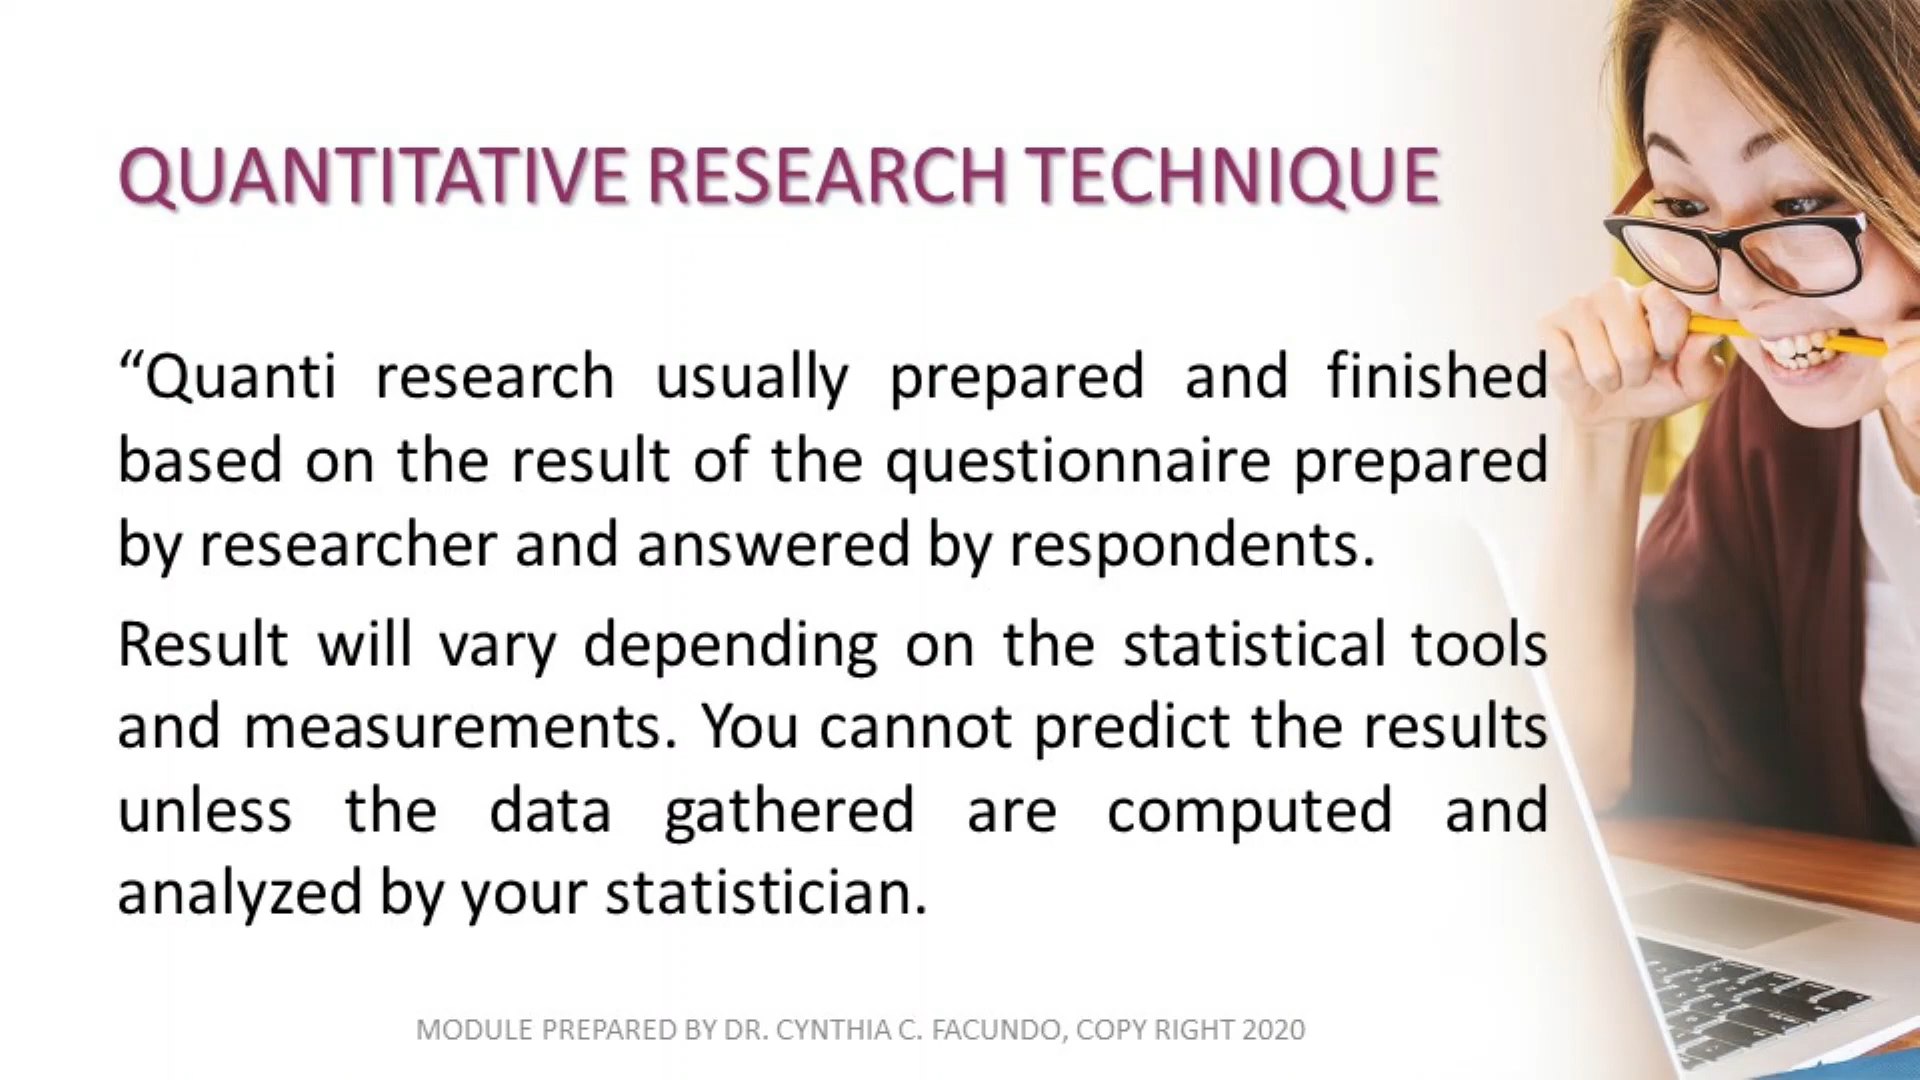 QUANTITATIVE RESEARCH TECHNIQUE
“Quanti research usually prepared and finished
based on the result of the questionnaire prepared
by researcher and answered by respondents.
Result will vary depending on the statistical tools
and measurements. You cannot predict the results
unless the data gathered are computed and
analyzed by your statistician.
MODULE PREPARED BY DR. CYNTHIA C. FACUNDO, COPY RIGHT 2020